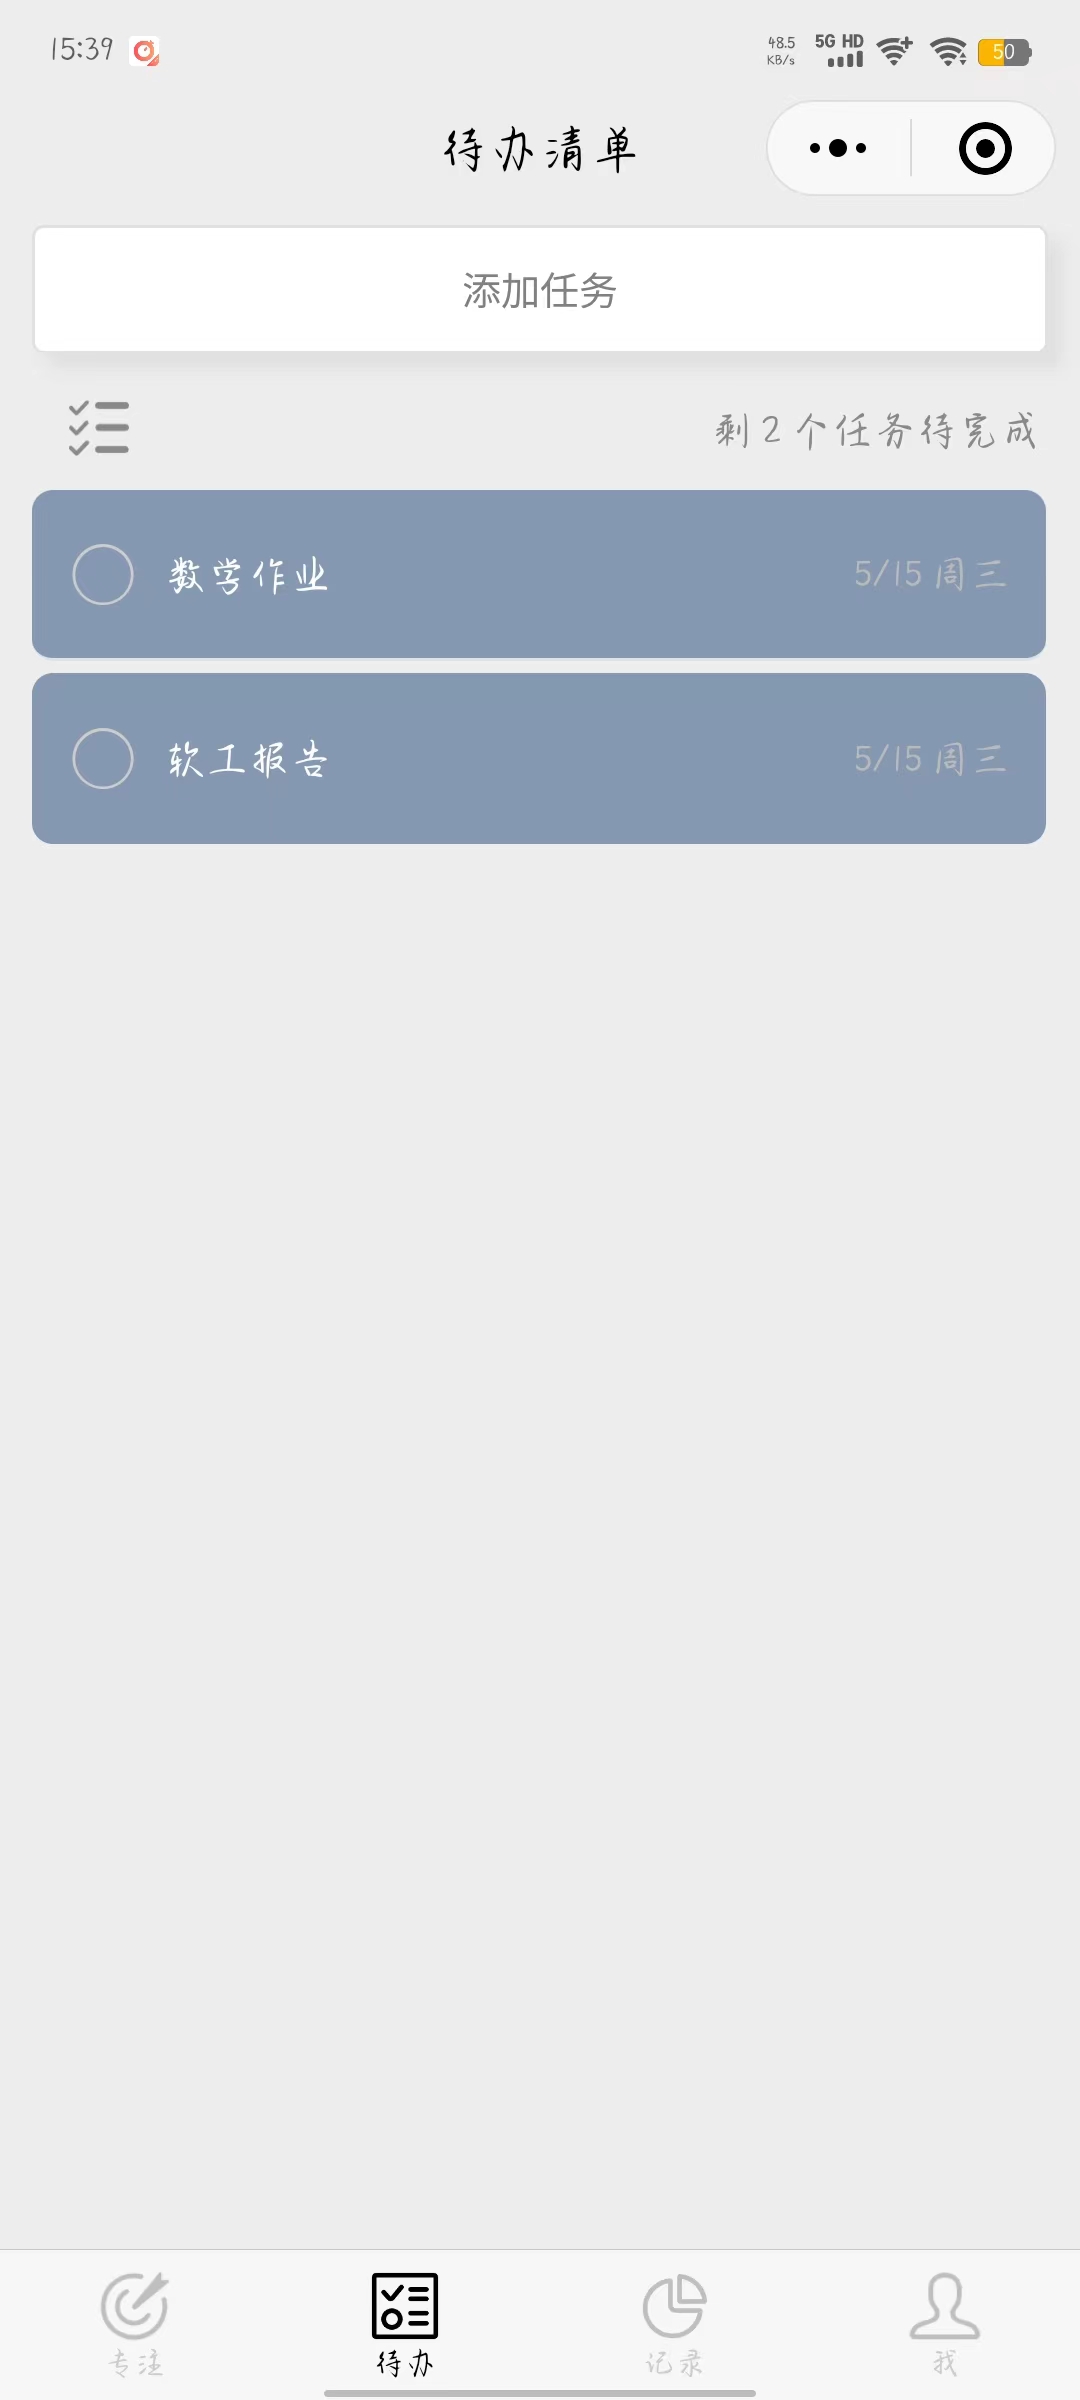 15:39
48.5 KB/s 5G HD 50
待办清单
添加任务
剩2个任务待完成
数学作业 5/15 周三
软工报告 5/15 周三
专注 待办 记录 我